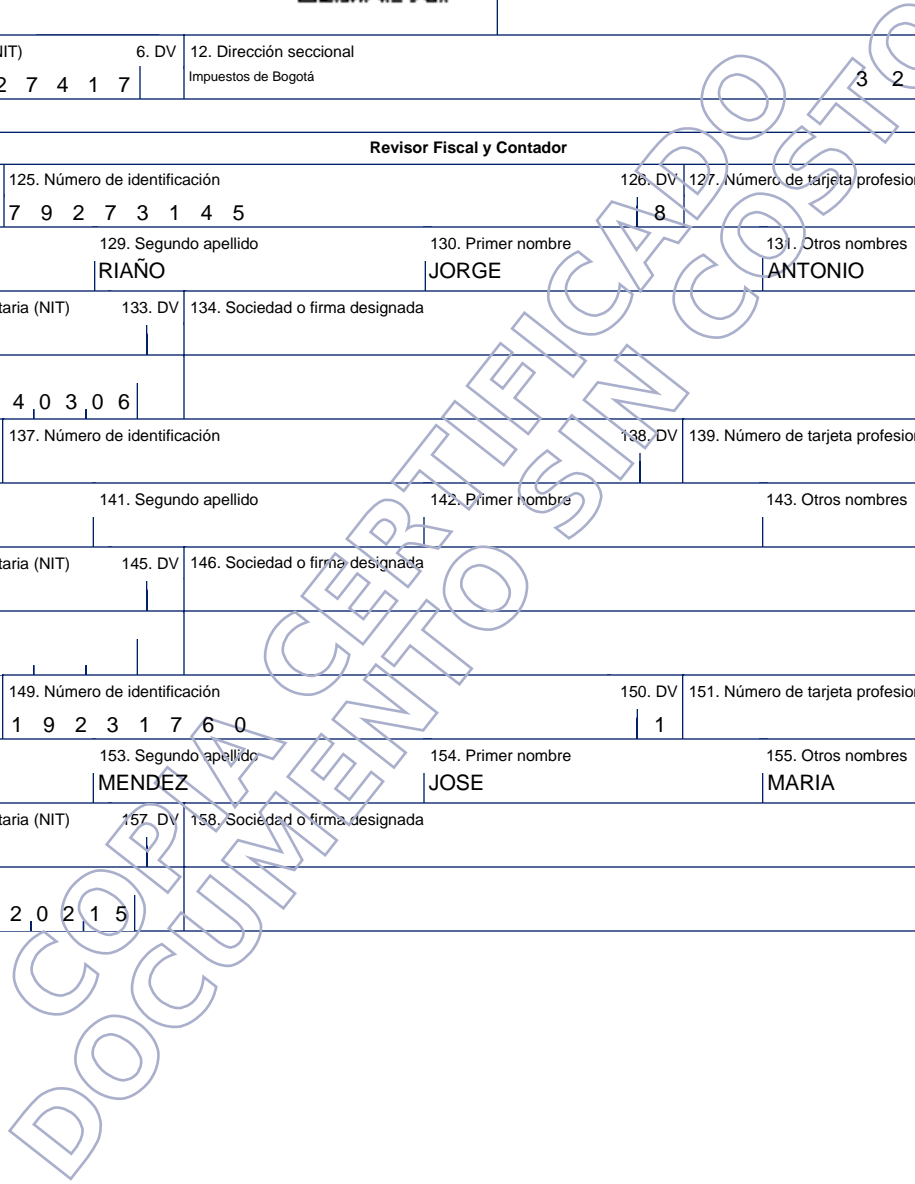 IT) 6. DV 12. Dirección seccional
2 7 4 1 7 Impuestos de Bogotá 3 2
Revisor Fiscal y Contador
125. Número de identificación 126. DV 127. Número de tarjeta profesion
7 9 2 7 3 1 4 5 8
129. Segundo apellido 130. Primer nombre 131. Otros nombres
RIAÑO JORGE ANTONIO
taria (NIT) 133. DV 134. Sociedad o firma designada
4 0 3 0 6
137. Número de identificación 138. DV 139. Número de tarjeta profesion
141. Segundo apellido 142. Primer nombre 143. Otros nombres
taria (NIT) 145. DV 146. Sociedad o firma designada
149. Número de identificación 150. DV 151. Número de tarjeta profesion
1 9 2 3 1 7 6 0 1
153. Segundo apellido 154. Primer nombre 155. Otros nombres
MENDEZ JOSE MARIA
taria (NIT) 157. DV 158. Sociedad o firma designada
2 0 2 1 5
COPIA CERTIFICADO
DOCUMENTO SIN COSTO